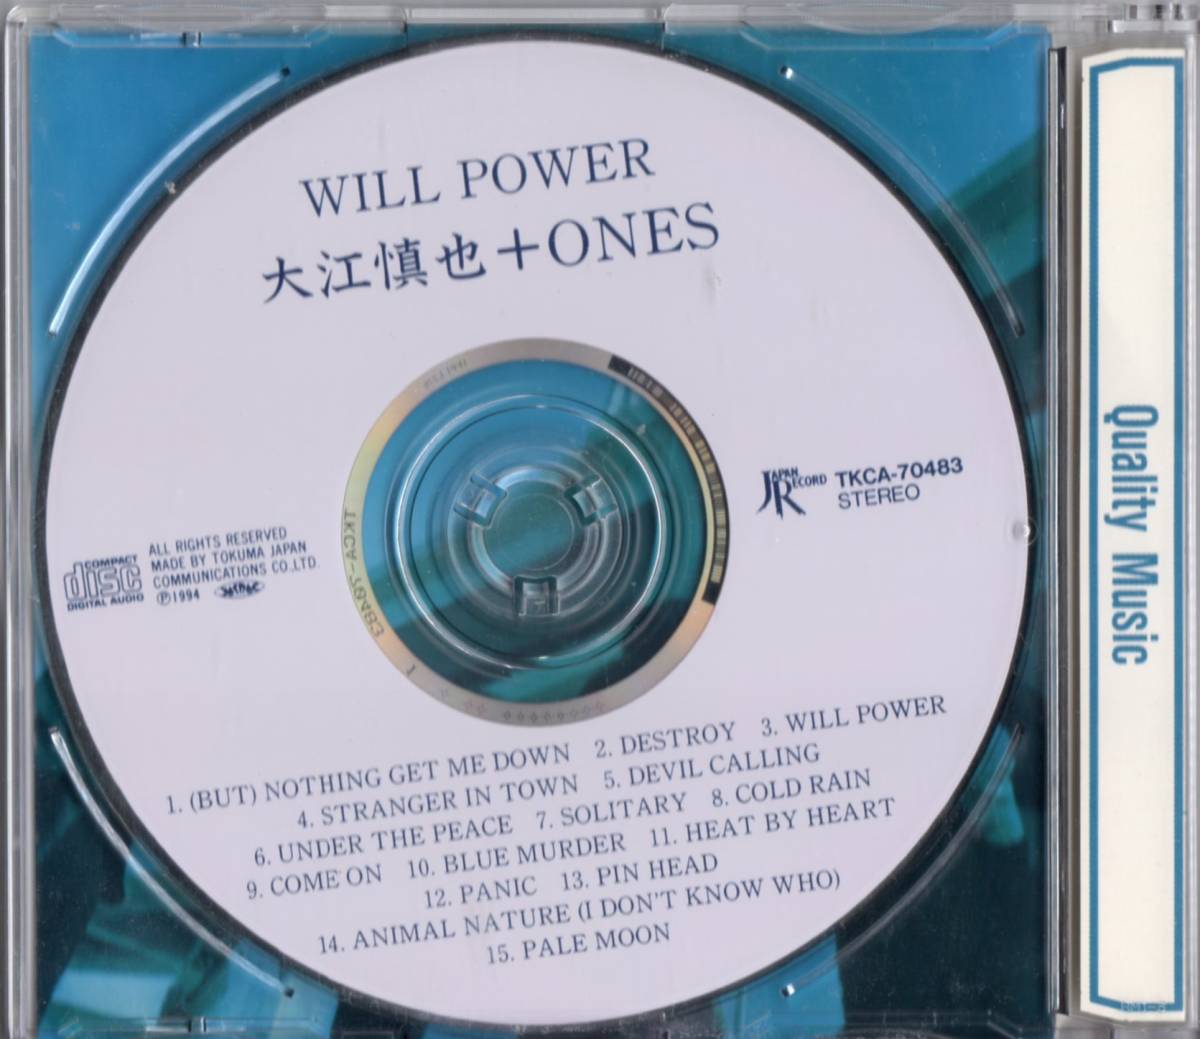 WILL POWER
大江慎也+ONES
JAPAN RECORD
TKCA-70483
STEREO
COMPACT
disc
DIGITAL AUDIO
ALL RIGHTS RESERVED
MADE BY TOKUMA JAPAN
COMMUNICATIONS CO.,LTD.
℗1994
JASRAC
TKCA-70483
1
1. (BUT) NOTHING GET ME DOWN 2. DESTROY 3. WILL POWER
4. STRANGER IN TOWN 5. DEVIL CALLING
6. UNDER THE PEACE 7. SOLITARY 8. COLD RAIN
9. COME ON 10. BLUE MURDER 11. HEAT BY HEART
12. PANIC 13. PIN HEAD
14. ANIMAL NATURE (I DON'T KNOW WHO)
15. PALE MOON
Quality Music